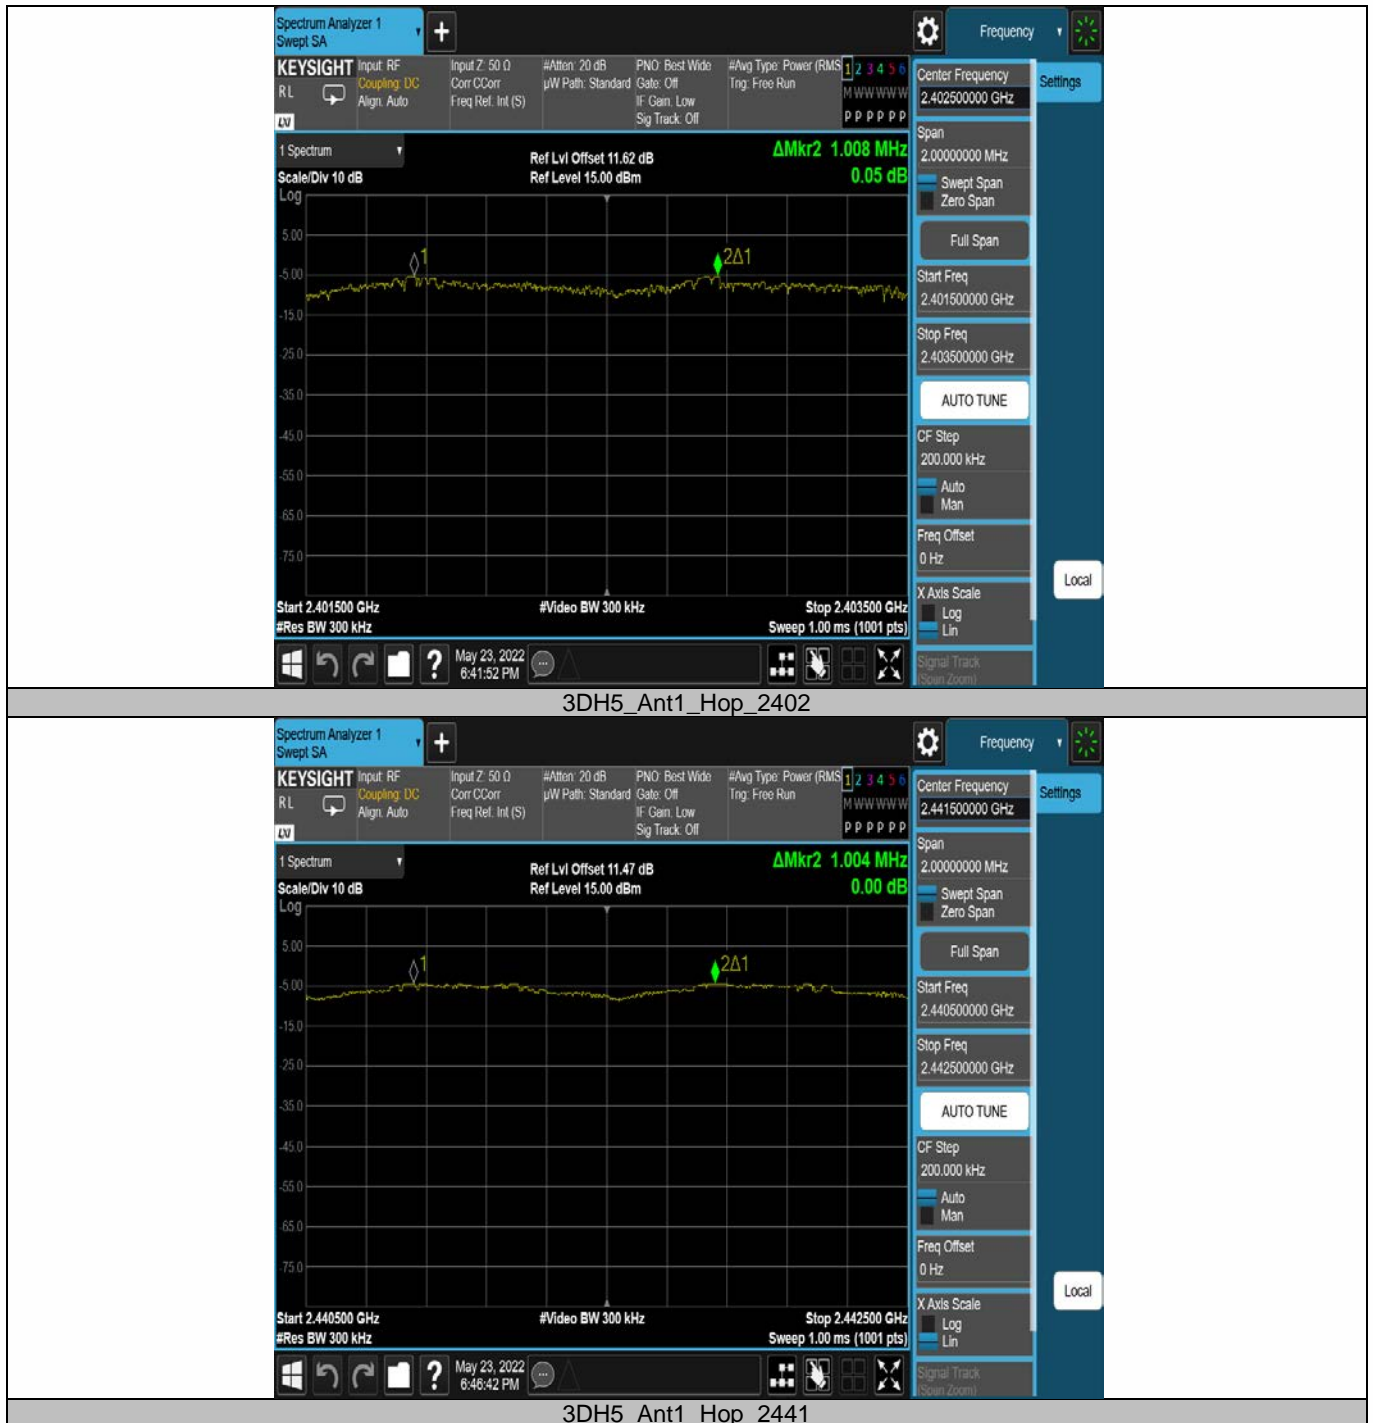 Spectrum Analyzer 1
Swept SA
Frequency
KEYSIGHT
RL
LXI
Input: RF
Coupling: DC
Align: Auto
Input Z: 50 Ω
Corr CCorr
Freq Ref: Int (S)
#Atten: 20 dB
µW Path: Standard
PNO: Best Wide
Gate: Off
IF Gain: Low
Sig Track: Off
#Avg Type: Power (RMS
Trig: Free Run
1 2 3 4 5 6
M W W W W W
P P P P P P
Center Frequency
2.402500000 GHz
Settings
1 Spectrum
Scale/Div 10 dB
Ref Lvl Offset 11.62 dB
Ref Level 15.00 dBm
ΔMkr2 1.008 MHz
0.05 dB
Log
5.00
-5.00
-15.0
-25.0
-35.0
-45.0
-55.0
-65.0
-75.0
1
2Δ1
Start 2.401500 GHz
#Res BW 300 kHz
#Video BW 300 kHz
Stop 2.403500 GHz
Sweep 1.00 ms (1001 pts)
Span
2.00000000 MHz
Swept Span
Zero Span
Full Span
Start Freq
2.401500000 GHz
Stop Freq
2.403500000 GHz
AUTO TUNE
CF Step
200.000 kHz
Auto
Man
Freq Offset
0 Hz
X Axis Scale
Log
Lin
Signal Track
(Span Zoom)
Local
?
May 23, 2022
6:41:52 PM
3DH5_Ant1_Hop_2402
Spectrum Analyzer 1
Swept SA
Frequency
KEYSIGHT
RL
LXI
Input: RF
Coupling: DC
Align: Auto
Input Z: 50 Ω
Corr CCorr
Freq Ref: Int (S)
#Atten: 20 dB
µW Path: Standard
PNO: Best Wide
Gate: Off
IF Gain: Low
Sig Track: Off
#Avg Type: Power (RMS
Trig: Free Run
1 2 3 4 5 6
M W W W W W
P P P P P P
Center Frequency
2.441500000 GHz
Settings
1 Spectrum
Scale/Div 10 dB
Ref Lvl Offset 11.47 dB
Ref Level 15.00 dBm
ΔMkr2 1.004 MHz
0.00 dB
Log
5.00
-5.00
-15.0
-25.0
-35.0
-45.0
-55.0
-65.0
-75.0
1
2Δ1
Start 2.440500 GHz
#Res BW 300 kHz
#Video BW 300 kHz
Stop 2.442500 GHz
Sweep 1.00 ms (1001 pts)
Span
2.00000000 MHz
Swept Span
Zero Span
Full Span
Start Freq
2.440500000 GHz
Stop Freq
2.442500000 GHz
AUTO TUNE
CF Step
200.000 kHz
Auto
Man
Freq Offset
0 Hz
X Axis Scale
Log
Lin
Signal Track
(Span Zoom)
Local
?
May 23, 2022
6:46:42 PM
3DH5_Ant1_Hop_2441